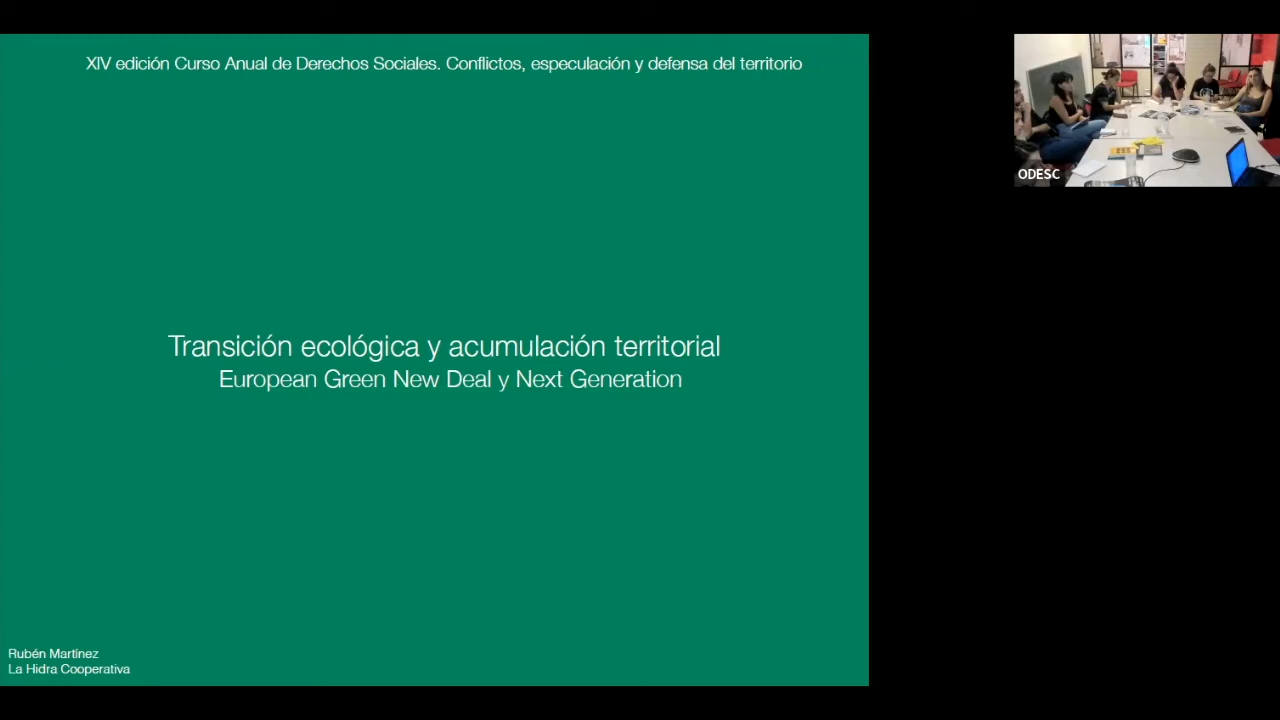 XIV edición Curso Anual de Derechos Sociales. Conflictos, especulación y defensa del territorio
ODESC
Transición ecológica y acumulación territorial
European Green New Deal y Next Generation
Rubén Martínez
La Hidra Cooperativa